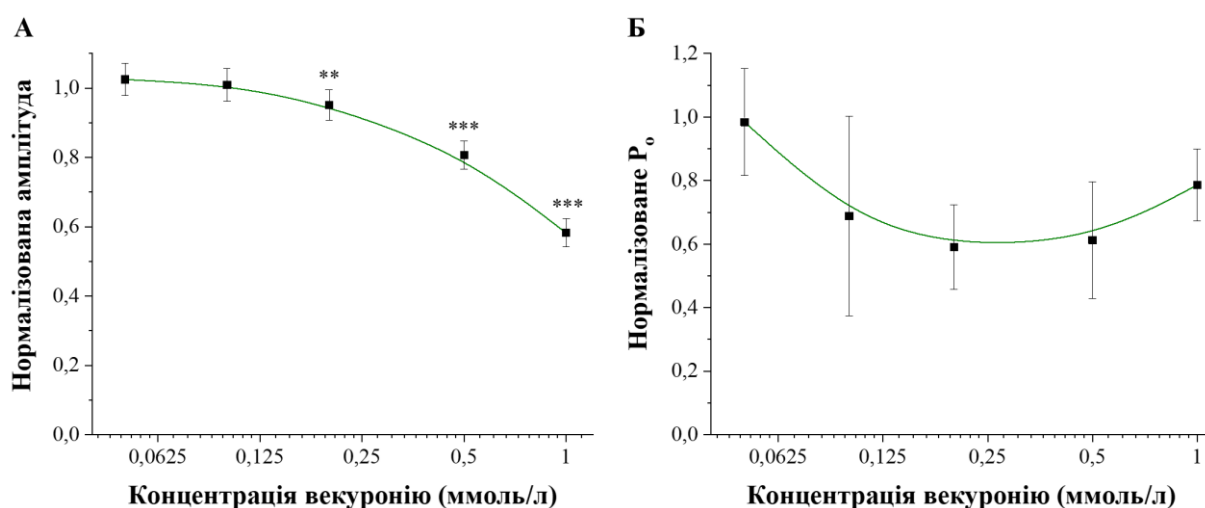 А
Нормалізована амплітуда
1,0
0,8
0,6
0,4
0,2
0,0
**
***
***
0,0625 0,125 0,25 0,5 1
Концентрація векуронію (ммоль/л)
Б
Нормалізоване Pₒ
1,2
1,0
0,8
0,6
0,4
0,2
0,0
0,0625 0,125 0,25 0,5 1
Концентрація векуронію (ммоль/л)